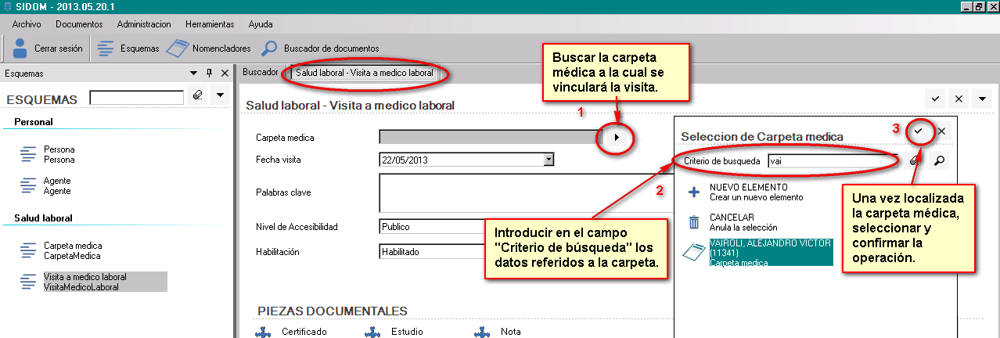 SIDOM - 2013.05.20.1
Archivo Documentos Administracion Herramientas Ayuda
Cerrar sesión Esquemas Nomencladores Buscador de documentos
Esquemas
ESQUEMAS
Personal
Persona
Persona
Agente
Agente
Salud laboral
Carpeta medica
CarpetaMedica
Visita a medico laboral
VisitaMedicoLaboral
Buscador Salud laboral - Visita a medico laboral
Salud laboral - Visita a medico laboral
Buscar la carpeta
médica a la cual se
vinculará la visita.
1
Carpeta medica
Fecha visita 22/05/2013
Palabras clave
Nivel de Accesibilidad Publico
Habilitación Habilitado
2
Introducir en el campo
"Criterio de búsqueda" los
datos referidos a la carpeta.
PIEZAS DOCUMENTALES
Certificado Estudio Nota
3
Seleccion de Carpeta medica
Criterio de busqueda vai
NUEVO ELEMENTO
Crear un nuevo elemento
CANCELAR
Anula la selección
VAIROLI, ALEJANDRO VICTOR
(11341)
Carpeta medica
Una vez localizada
la carpeta médica,
seleccionar y
confirmar la
operación.